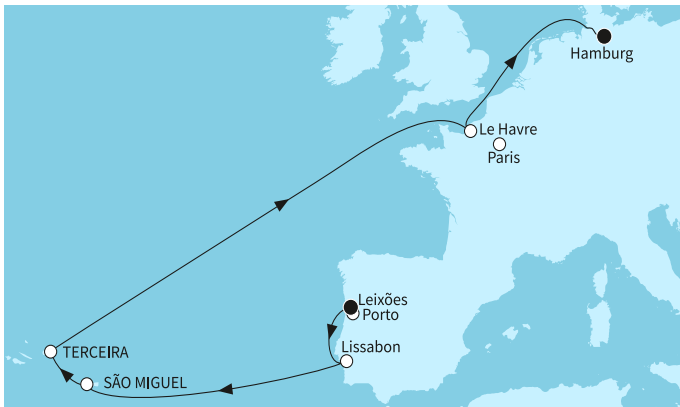 Hamburg
Le Havre
Paris
Leixões
Porto
Lissabon
TERCEIRA
SÃO MIGUEL